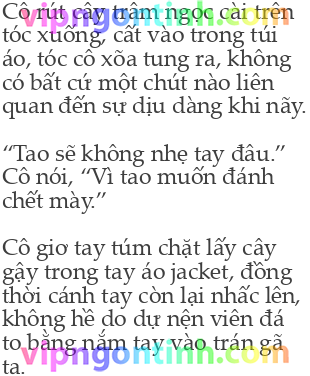 Cô rút cây trâm ngọc cài trên
tóc xuống, cất vào trong túi
áo, tóc cô xõa tung ra, không
có bất cứ một chút nào liên
quan đến sự dịu dàng khi nãy.
“Tao sẽ không nhẹ tay đâu.”
Cô nói, “Vì tao muốn đánh
chết mày.”
Cô giơ tay túm chặt lấy cây
gậy trong tay áo jacket, đồng
thời cánh tay còn lại nhấc lên,
không hề do dự nện viên đá
to bằng nắm tay vào trán gã
ta.
vipngontinh.com
vipngontinh.com